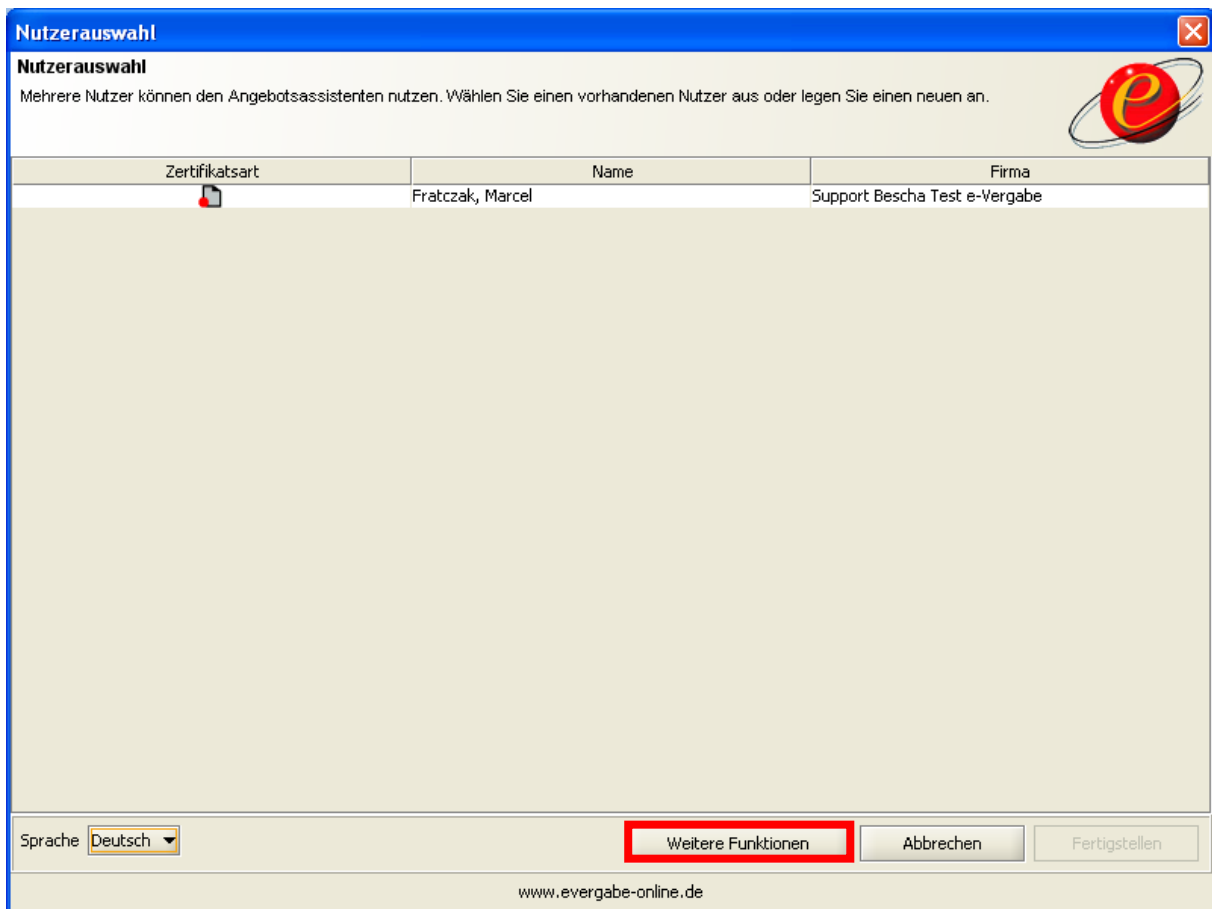 Nutzerauswahl
Nutzerauswahl
Mehrere Nutzer können den Angebotsassistenten nutzen. Wählen Sie einen vorhandenen Nutzer aus oder legen Sie einen neuen an.
e
Zertifikatsart Name Firma
Fratczak, Marcel Support Bescha Test e-Vergabe
Sprache Deutsch Weitere Funktionen Abbrechen Fertigstellen
www.evergabe-online.de